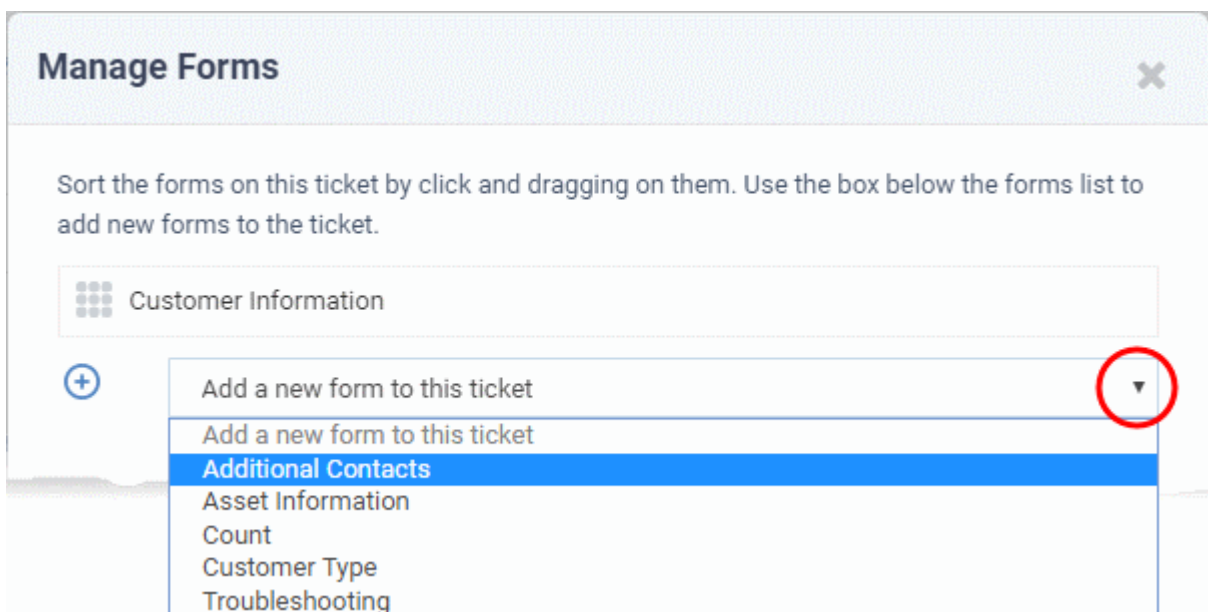 Manage Forms
Sort the forms on this ticket by click and dragging on them. Use the box below the forms list to
add new forms to the ticket.
Customer Information
Add a new form to this ticket
Add a new form to this ticket
Additional Contacts
Asset Information
Count
Customer Type
Troubleshooting